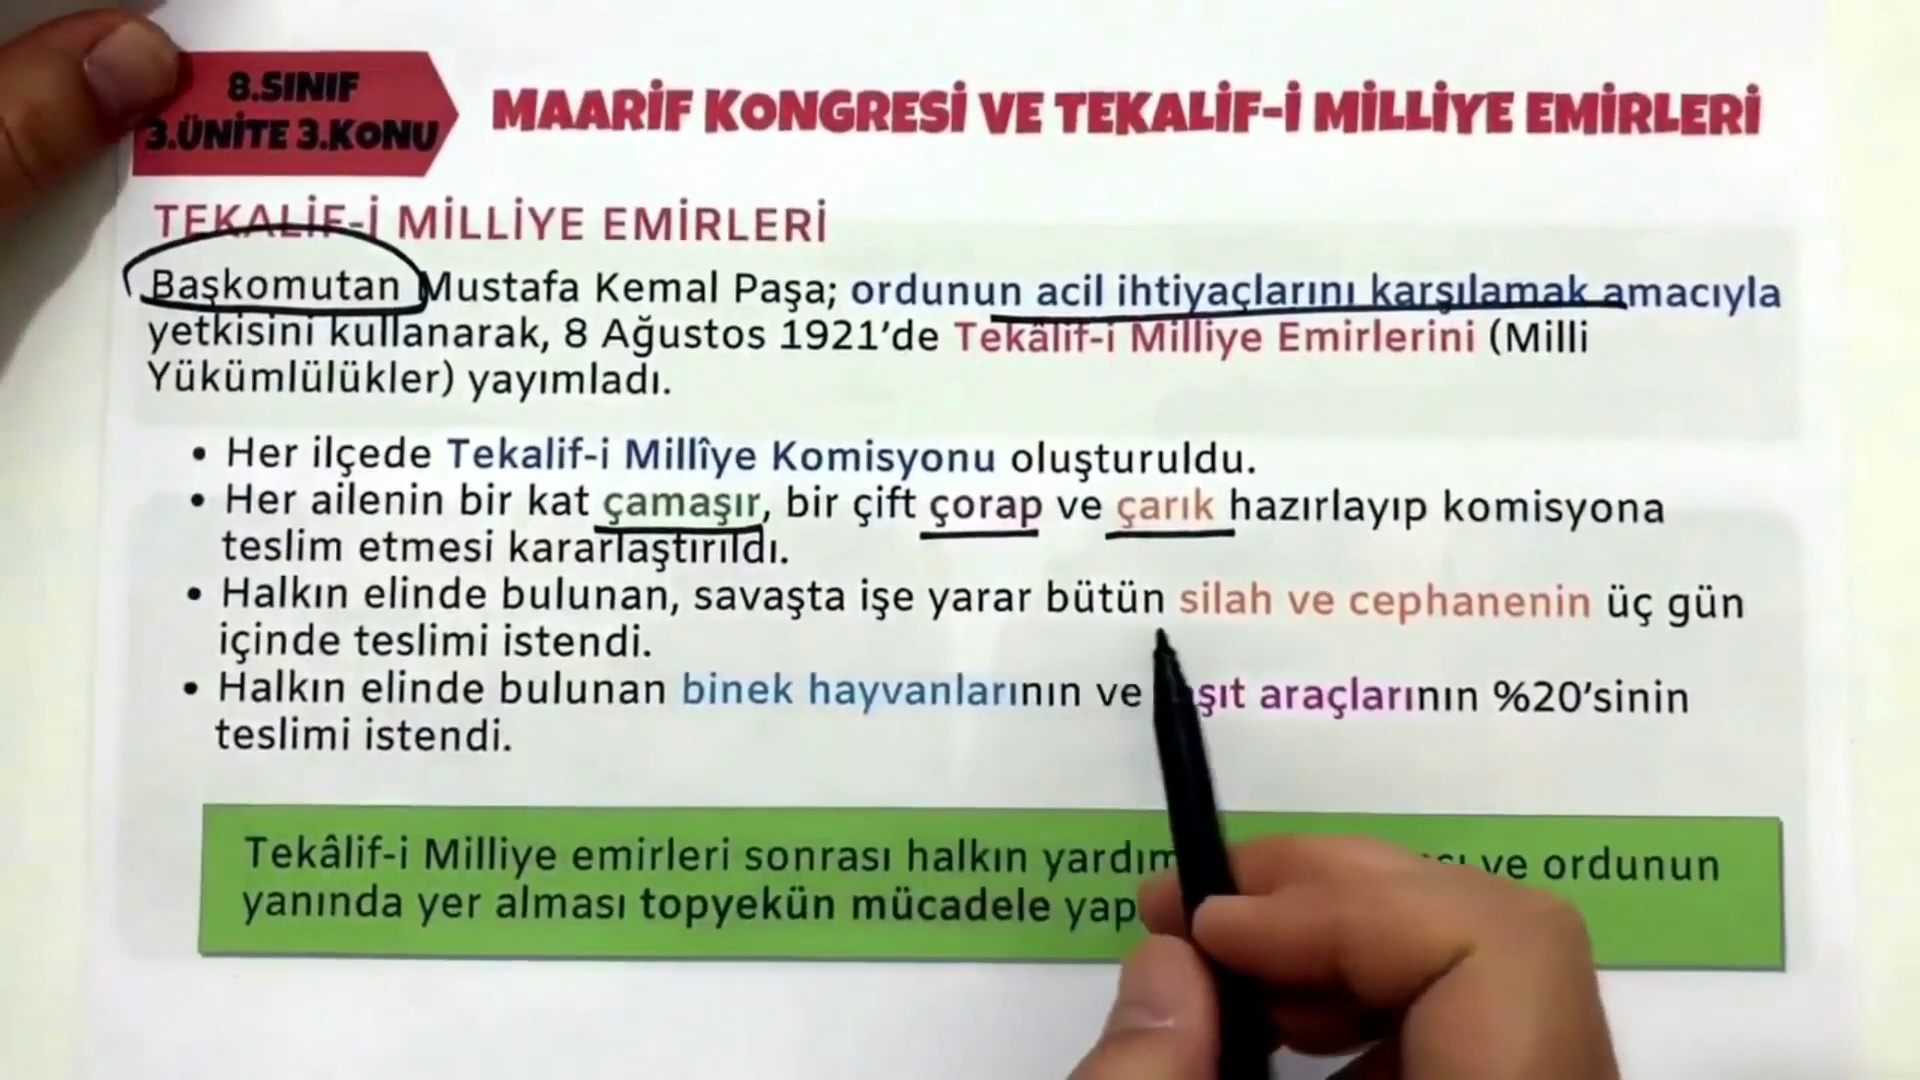 8.SINIF
3.ÜNİTE 3.KONU
MAARİF KONGRESİ VE TEKALİF-İ MİLLİYE EMİRLERİ
TEKALİF-İ MİLLİYE EMİRLERİ
Başkomutan Mustafa Kemal Paşa; ordunun acil ihtiyaçlarını karşılamak amacıyla
yetkisini kullanarak, 8 Ağustos 1921'de Tekâlif-i Milliye Emirlerini (Milli
Yükümlülükler) yayımladı.
• Her ilçede Tekalif-i Millîye Komisyonu oluşturuldu.
• Her ailenin bir kat çamaşır, bir çift çorap ve çarık hazırlayıp komisyona
teslim etmesi kararlaştırıldı.
• Halkın elinde bulunan, savaşta işe yarar bütün silah ve cephanenin üç gün
içinde teslimi istendi.
• Halkın elinde bulunan binek hayvanlarının ve araçlarının %20'sinin
teslimi istendi.
Tekâlif-i Milliye emirleri sonrası halkın ve ordunun
yanında yer alması topyekün mücadele